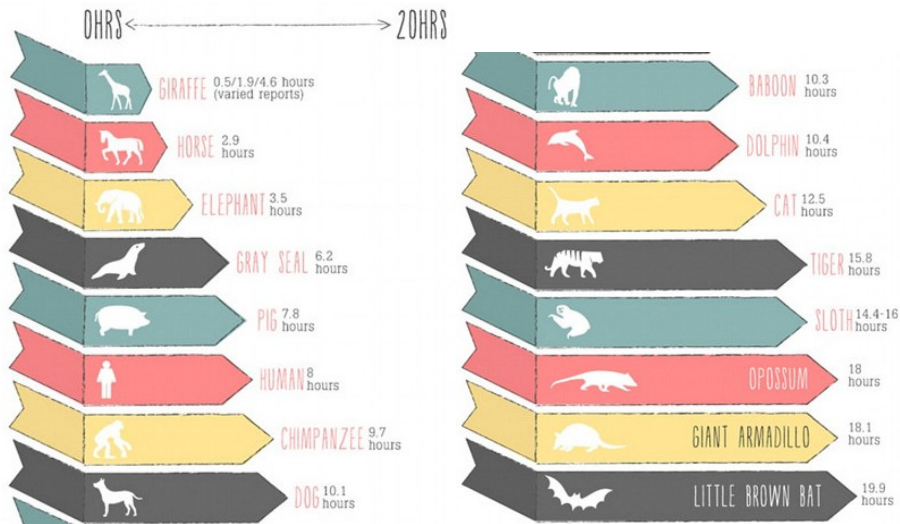 0HRS 20HRS
GIRAFFE 0.5/1.9/4.6 hours
(varied reports)
HORSE 2.9
hours
ELEPHANT 3.5
hours
GRAY SEAL 6.2
hours
PIG 7.8
hours
HUMAN 8
hours
CHIMPANZEE 9.7
hours
DOG 10.1
hours
BABOON 10.3
hours
DOLPHIN 10.4
hours
CAT 12.5
hours
TIGER 15.8
hours
SLOTH 14.4-16
hours
OPOSSUM 18
hours
GIANT ARMADILLO 18.1
hours
LITTLE BROWN BAT 19.9
hours